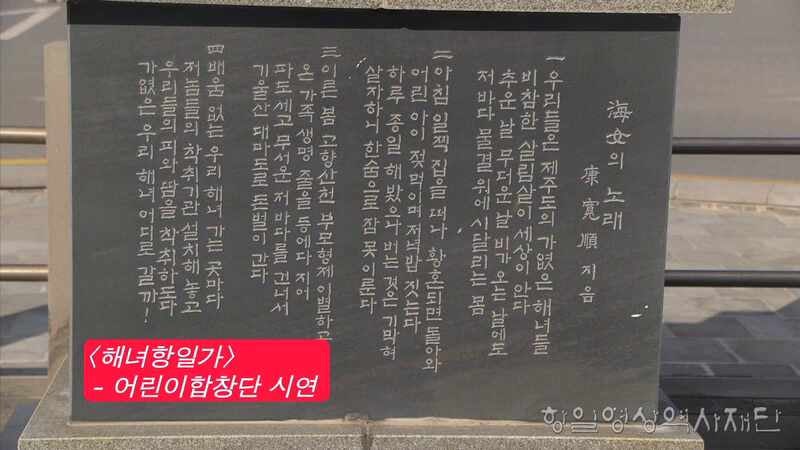 海女의 노래
康寬順 지음
一 우리들은 제주도의 가엾은 해녀들
비참한 살림살이 세상이 안다
추운 날 무더운 날 비가 오는 날에도
저 바다 물결 위에 시달리는 몸
二 아침 일찍 집을 떠나 황혼되면 돌아와
어린 아이 젖먹이며 저녁밥 짓는다
하루 종일 해 봤으나 버는 것은 기막혀
살자하니 한숨으로 잠 못 이룬다
三 이른 봄 고향산천 부모형제 이별하고
온 가족 생명 줄을 등에다 지어
파도세고 무서운 저 바다를 건너서
기울산 대마도로 돈벌이 간다
四 배움 없는 우리 해녀 가는 곳마다
저놈들의 착취기관 설치해 놓고
우리들의 피와 땀을 착취하도다
가엾은 우리 해녀 어디로 갈까!
<해녀항일가>
- 어린이합창단 시연
항일영상역사재단